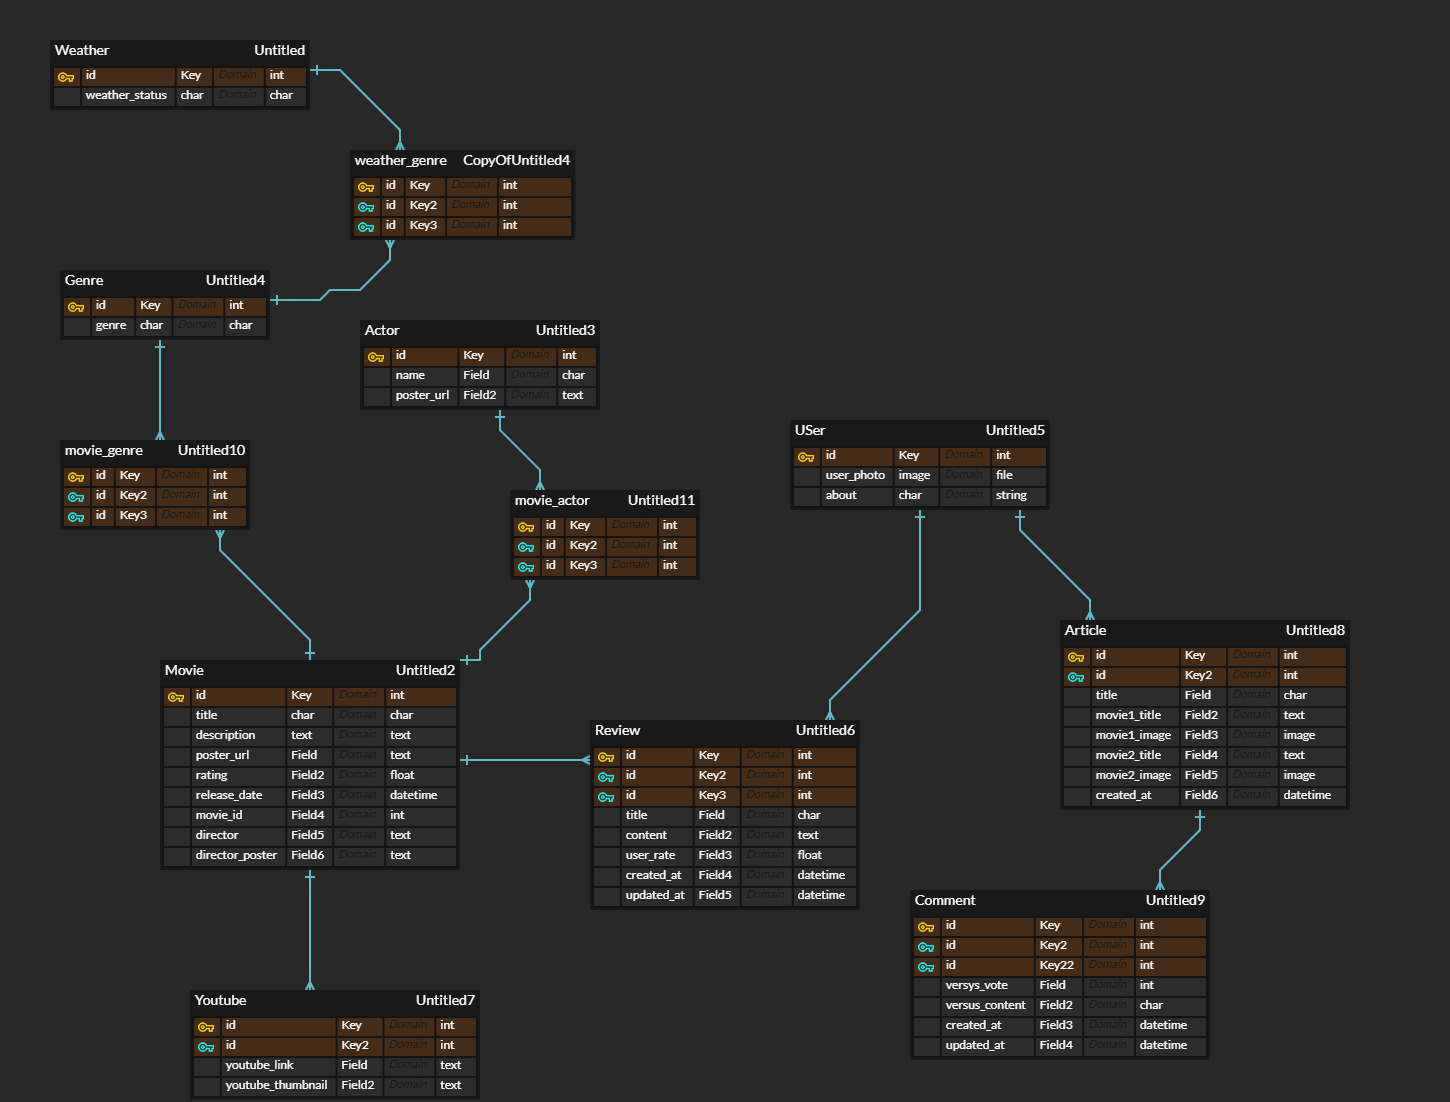 Weather Untitled
id Key Domain int
weather_status char Domain char
weather_genre CopyOfUntitled4
id Key Domain int
id Key2 Domain int
id Key3 Domain int
Genre Untitled4
id Key Domain int
genre char Domain char
Actor Untitled3
id Key Domain int
name Field Domain char
poster_url Field2 Domain text
movie_genre Untitled10
id Key Domain int
id Key2 Domain int
id Key3 Domain int
movie_actor Untitled11
id Key Domain int
id Key2 Domain int
id Key3 Domain int
USer Untitled5
id Key Domain int
user_photo image Domain file
about char Domain string
Article Untitled8
id Key Domain int
id Key2 Domain int
title Field Domain char
movie1_title Field2 Domain text
movie1_image Field3 Domain image
movie2_title Field4 Domain text
movie2_image Field5 Domain image
created_at Field6 Domain datetime
Movie Untitled2
id Key Domain int
title char Domain char
description text Domain text
poster_url Field Domain text
rating Field2 Domain float
release_date Field3 Domain datetime
movie_id Field4 Domain int
director Field5 Domain text
director_poster Field6 Domain text
Review Untitled6
id Key Domain int
id Key2 Domain int
id Key3 Domain int
title Field Domain char
content Field2 Domain text
user_rate Field3 Domain float
created_at Field4 Domain datetime
updated_at Field5 Domain datetime
Comment Untitled9
id Key Domain int
id Key2 Domain int
id Key22 Domain int
versys_vote Field Domain int
versus_content Field2 Domain char
created_at Field3 Domain datetime
updated_at Field4 Domain datetime
Youtube Untitled7
id Key Domain int
id Key2 Domain int
youtube_link Field Domain text
youtube_thumbnail Field2 Domain text